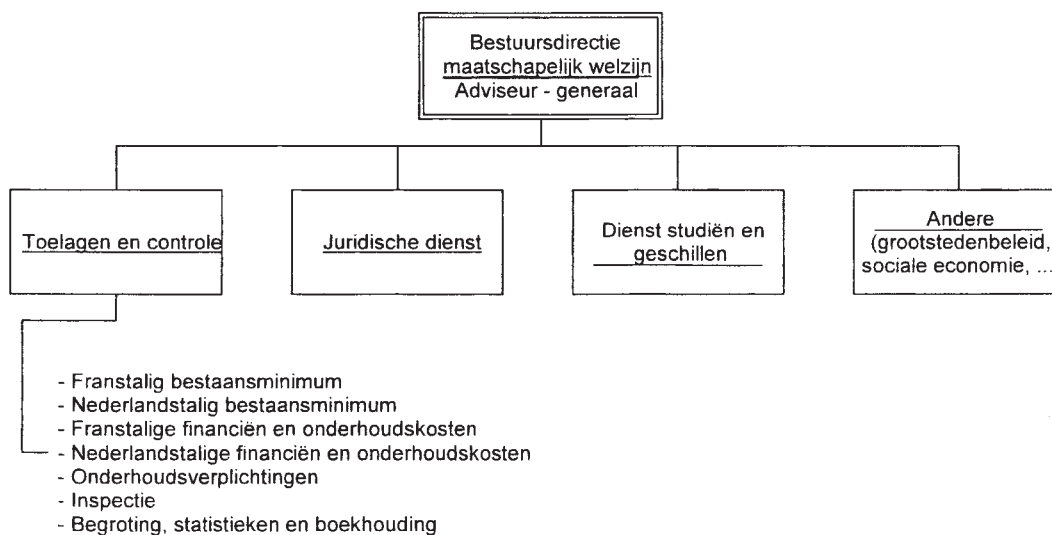 Bestuursdirectie
maatschapelijk welzijn
Adviseur - generaal
Toelagen en controle
Juridische dienst
Dienst studiën en
geschillen
Andere
(grootstedenbeleid,
sociale economie, ...
- Franstalig bestaansminimum
- Nederlandstalig bestaansminimum
- Franstalige financiën en onderhoudskosten
- Nederlandstalige financiën en onderhoudskosten
- Onderhoudsverplichtingen
- Inspectie
- Begroting, statistieken en boekhouding